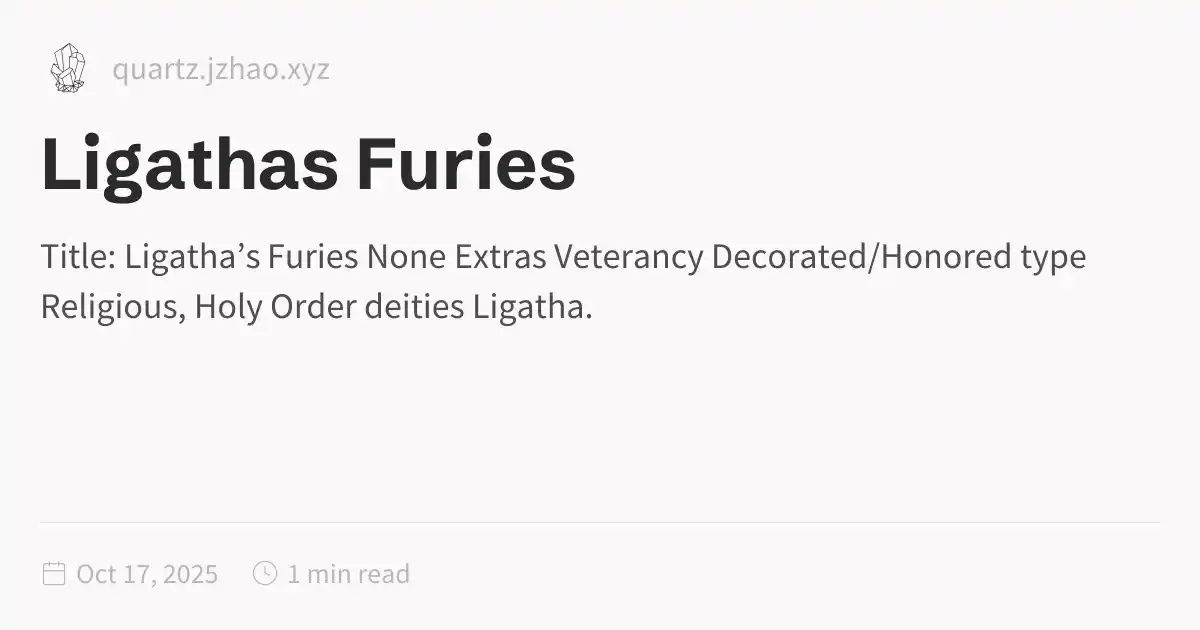 quartz.jzhao.xyz
Ligathas Furies
Title: Ligatha’s Furies None Extras Veterancy Decorated/Honored type
Religious, Holy Order deities Ligatha.
Oct 17, 2025
1 min read